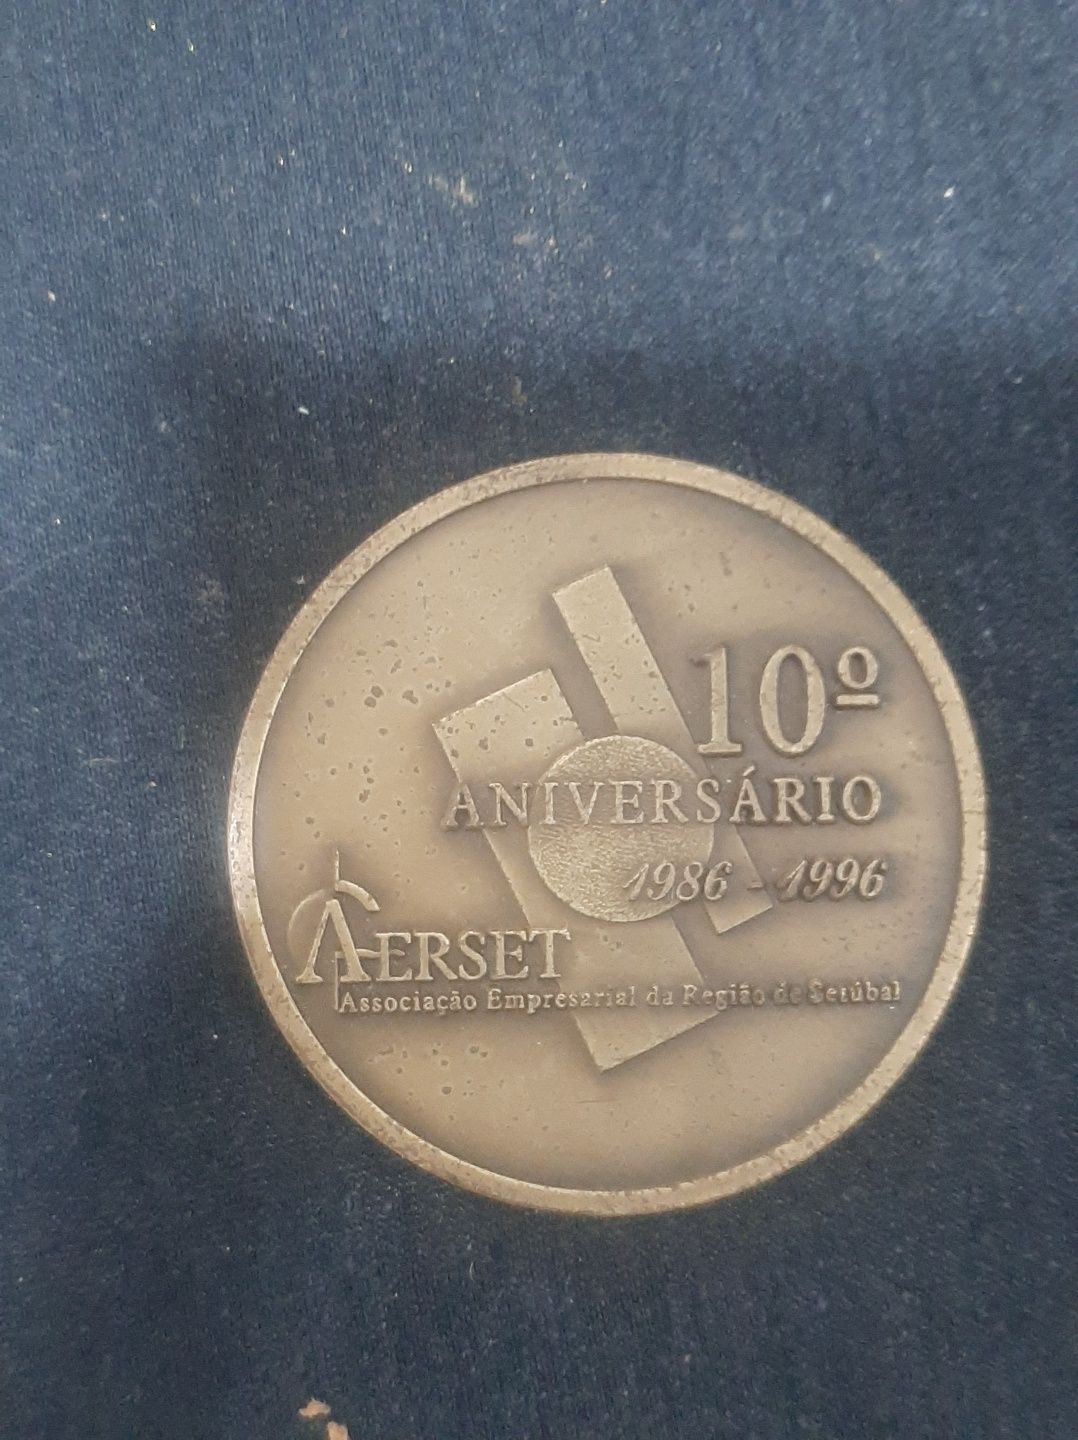 10º
ANIVERSÁRIO
1986 - 1996
AERSET
Associação Empresarial da Região de Setúbal